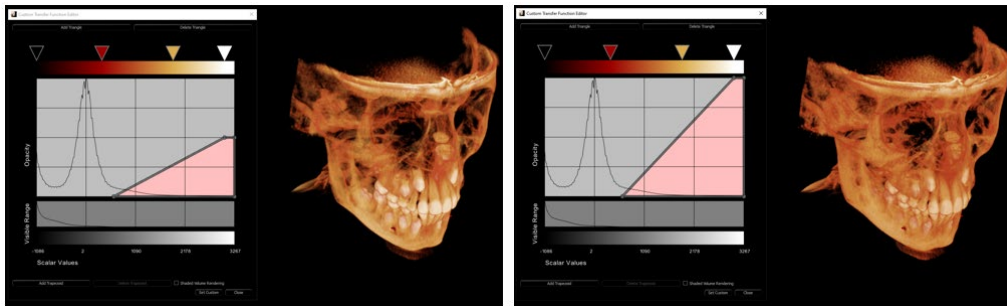 Custom Transfer Function Editor
Add Triangle Delete Triangle
Opacity
Visible Range
-1086 2 1090 2178 3267
Scalar Values
Add Trapezoid Delete Trapezoid Shaded Volume Rendering
Set Custom Close
Custom Transfer Function Editor
Add Triangle Delete Triangle
Opacity
Visible Range
-1086 2 1090 2178 3267
Scalar Values
Add Trapezoid Delete Trapezoid Shaded Volume Rendering
Set Custom Close